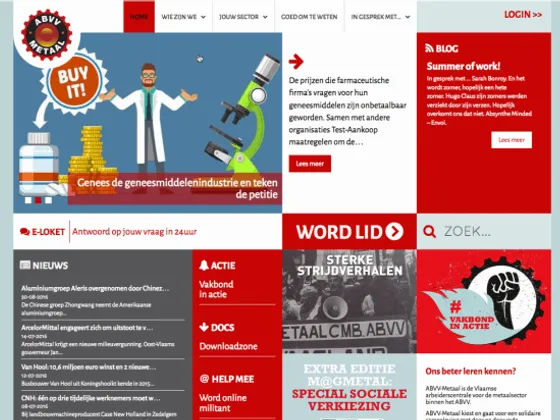 ABVV
METAAL
HOME
WIE ZIJN WE
JOUW SECTOR
GOED OM TE WETEN
IN GESPREK MET...
LOGIN >>
BUY
IT!
Genees de geneesmiddelenindustrie en teken
de petitie
De prijzen die farmaceutische
firma's vragen voor hun
geneesmiddelen zijn onbetaalbaar
geworden. Samen met andere
organisaties Test-Aankoop
maatregelen om de…
Lees meer
BLOG
Summer of work!
In gesprek met ... Sarah Bonroy. En het
wordt zomer, hopelijk een hete
zomer. Hugo Claus zijn zomers werden
verziekt door zijn verzen. Hopelijk
overkomt ons dat niet. Absynthe Minded
– Envoi.
Lees meer
E-LOKET
Antwoord op jouw vraag in 24uur
WORD LID
ZOEK...
NIEUWS
Aluminiumgroep Aleris overgenomen door Chinez…
30-08-2016
De Chinese groep Zhongwang neemt de Amerikaanse
aluminiumgroep…
ArcelorMittal engageert zich om uitstoot te v…
14-07-2016
ArcelorMittal krijgt een nieuwe milieuvergunning. Oost-Vlaams
gouverneur Jan…
Van Hool: 10,6 miljoen euro winst en 2 nieuwe…
12-07-2016
Busbouwer Van Hool uit Koningshooikt kende in 2015…
CNH: één op drie tijdelijke werknemers moet w…
08-07-2016
Bij landbouwmachineproducent Case New Holland in Zedelgem
ACTIE
Vakbond
in actie
DOCS
Downloadzone
@ HELP MEE
Word online
militant
STERKE
STRIJDVERHALEN
METAALCMB.ABVV
EXTRA EDITIE
M@GMETAL:
SPECIAL SOCIALE
VERKIEZING
#
VAKBOND
IN ACTIE
Ons beter leren kennen?
ABVV-Metaal is de Vlaamse
arbeiderscentrale voor de metaalsector
binnen het ABVV.
ABVV-Metaal kiest en gaat voor een solidaire